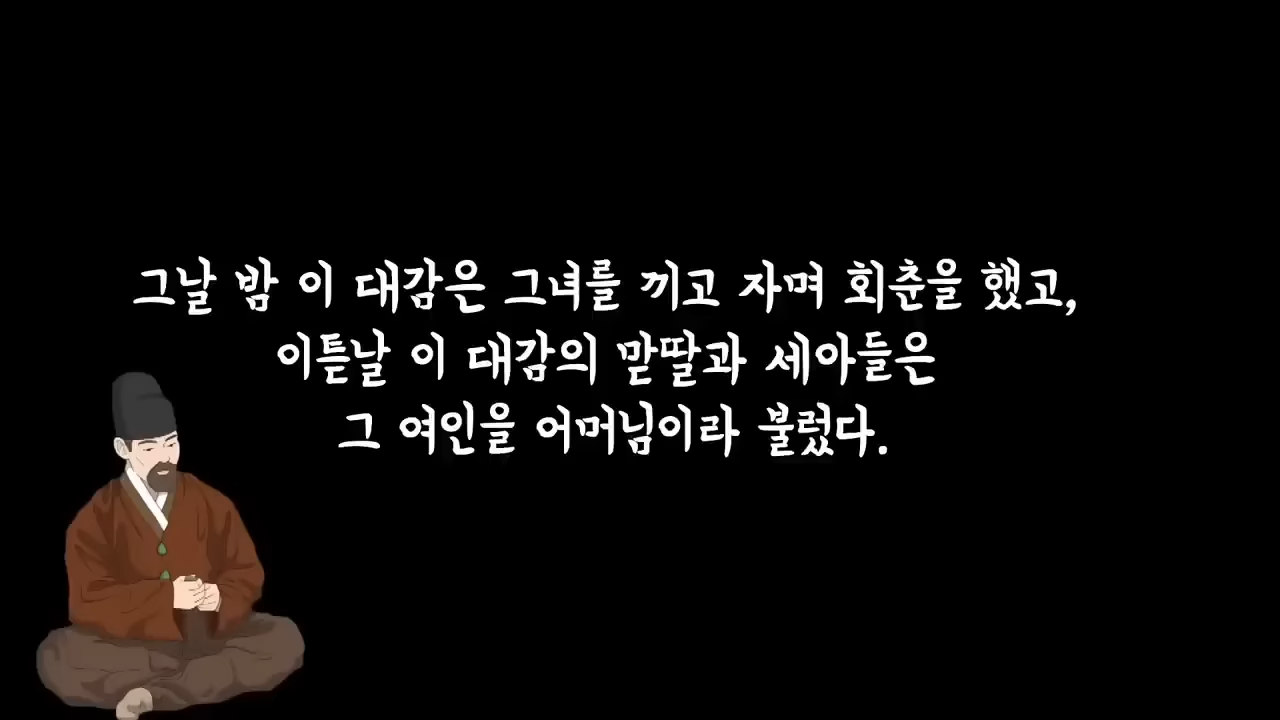 그날 밤 이 대감은 그녀를 끼고 자며 회춘을 했고,
이튿날 이 대감의 맏딸과 세아들은
그 여인을 어머님이라 불렀다.